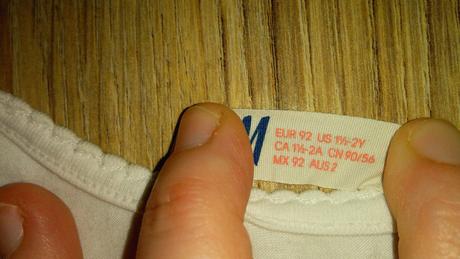 EUR 92 US 1½-2Y
CA 1½-2A CN 90/56
MX 92 AUS 2